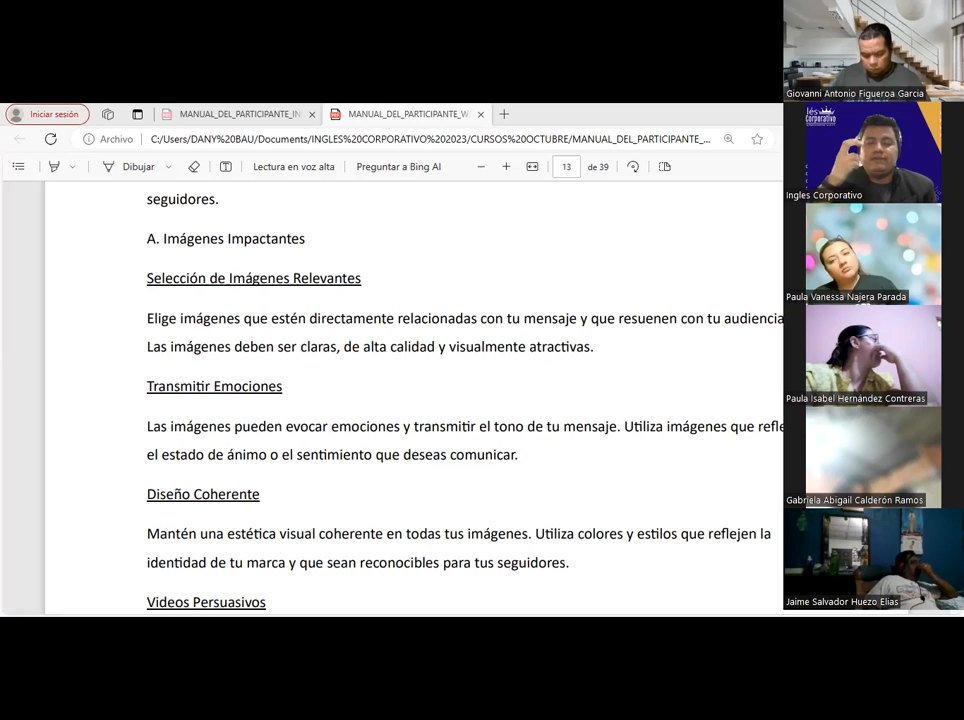 Iniciar sesión
MANUAL_DEL_PARTICIPANTE_IN
MANUAL_DEL_PARTICIPANTE_W
Archivo
C:/Users/DANY%20BAU/Documents/INGLES%20CORPORATIVO%202023/CURSOS%20OCTUBRE/MANUAL_DEL_PARTICIPANTE_...
Dibujar
Lectura en voz alta
Preguntar a Bing AI
13
de 39
seguidores.
A. Imágenes Impactantes
Selección de Imágenes Relevantes
Elige imágenes que estén directamente relacionadas con tu mensaje y que resuenen con tu audiencia
Las imágenes deben ser claras, de alta calidad y visualmente atractivas.
Transmitir Emociones
Las imágenes pueden evocar emociones y transmitir el tono de tu mensaje. Utiliza imágenes que refle
el estado de ánimo o el sentimiento que deseas comunicar.
Diseño Coherente
Mantén una estética visual coherente en todas tus imágenes. Utiliza colores y estilos que reflejen la
identidad de tu marca y que sean reconocibles para tus seguidores.
Videos Persuasivos
Giovanni Antonio Figueroa Garcia
Corporativo
Ingles Corporativo
Paula Vanessa Najera Parada
Paula Isabel Hernández Contreras
Gabriela Abigail Calderón Ramos
Jaime Salvador Huezo Elias